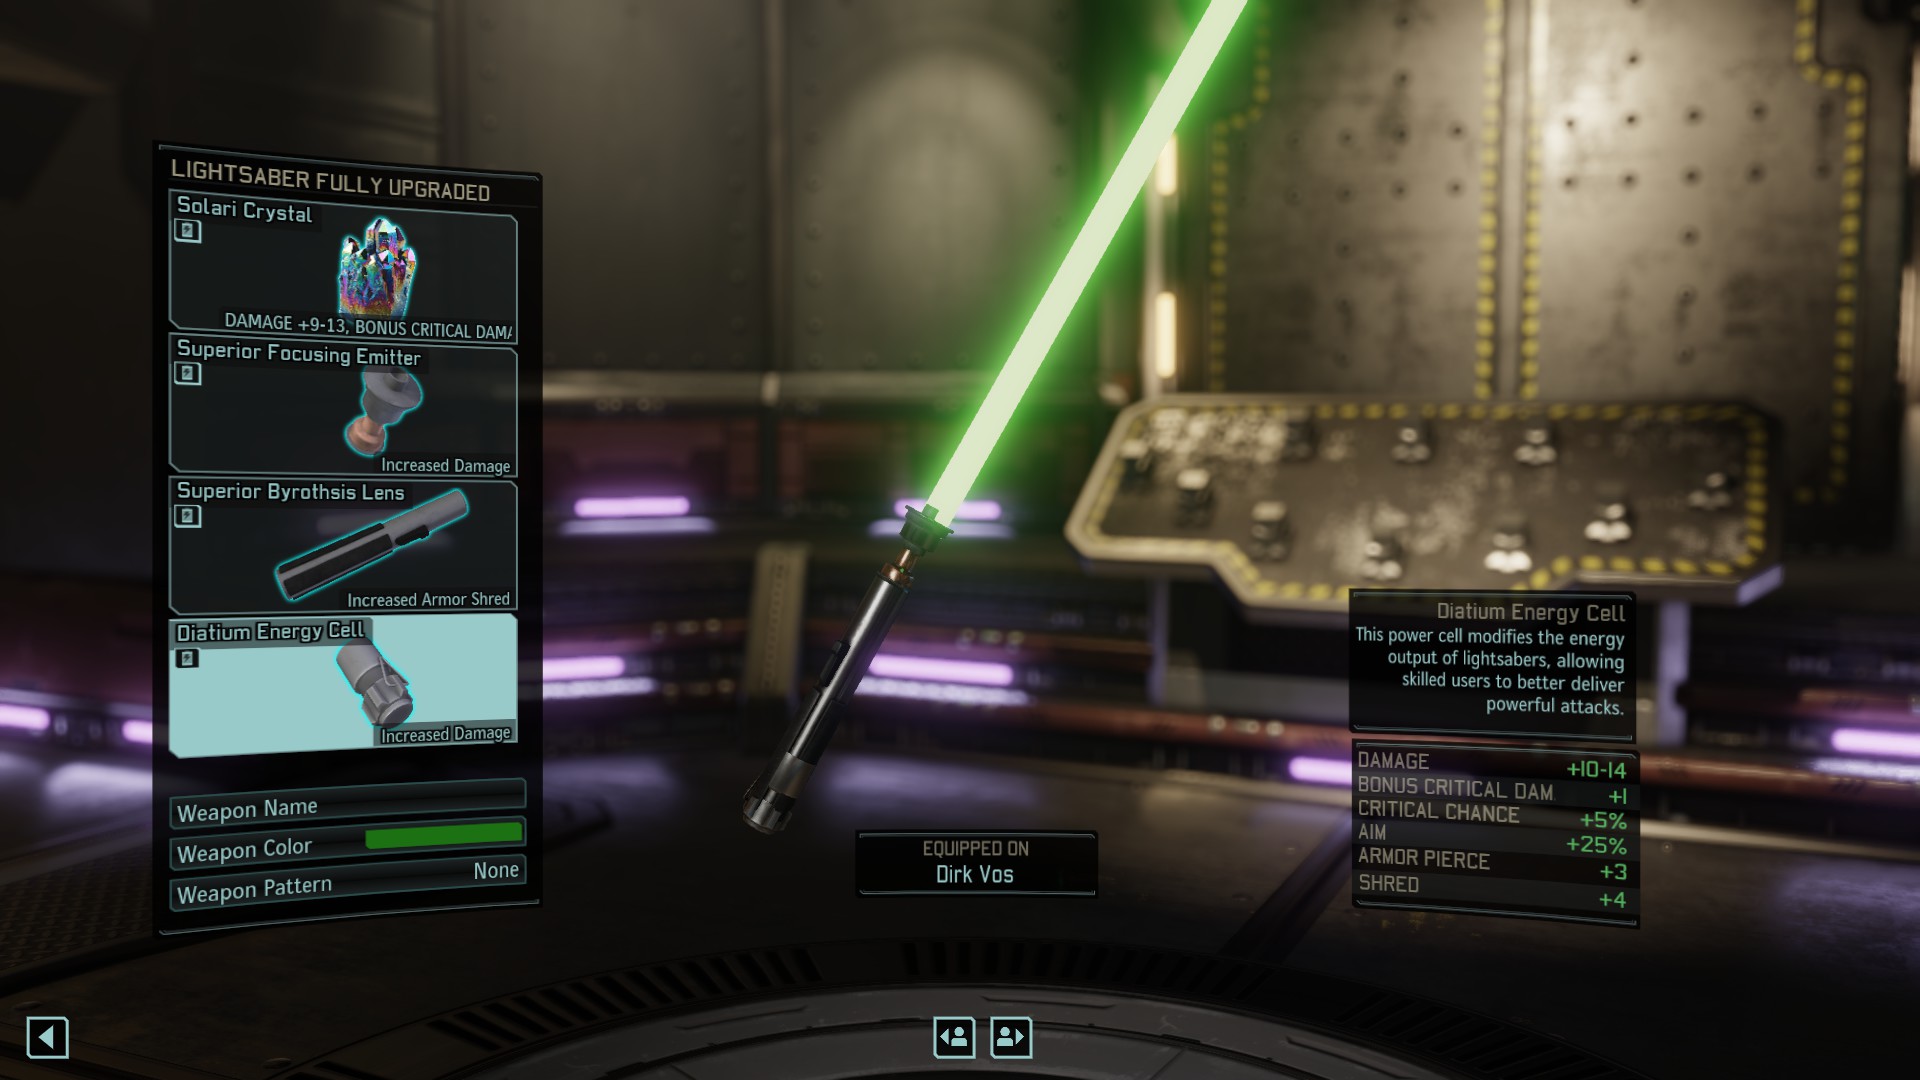 LIGHTSABER FULLY UPGRADED
Solari Crystal
DAMAGE +9-13, BONUS CRITICAL DAMA
Superior Focusing Emitter
Increased Damage
Superior Byrothsis Lens
Increased Armor Shred
Diatium Energy Cell
Increased Damage
Weapon Name
Weapon Color
Weapon Pattern None
EQUIPPED ON
Dirk Vos
Diatium Energy Cell
This power cell modifies the energy
output of lightsabers, allowing
skilled users to better deliver
powerful attacks.
DAMAGE +10-14
BONUS CRITICAL DAM +1
CRITICAL CHANCE +5%
AIM +25%
ARMOR PIERCE +3
SHRED +4